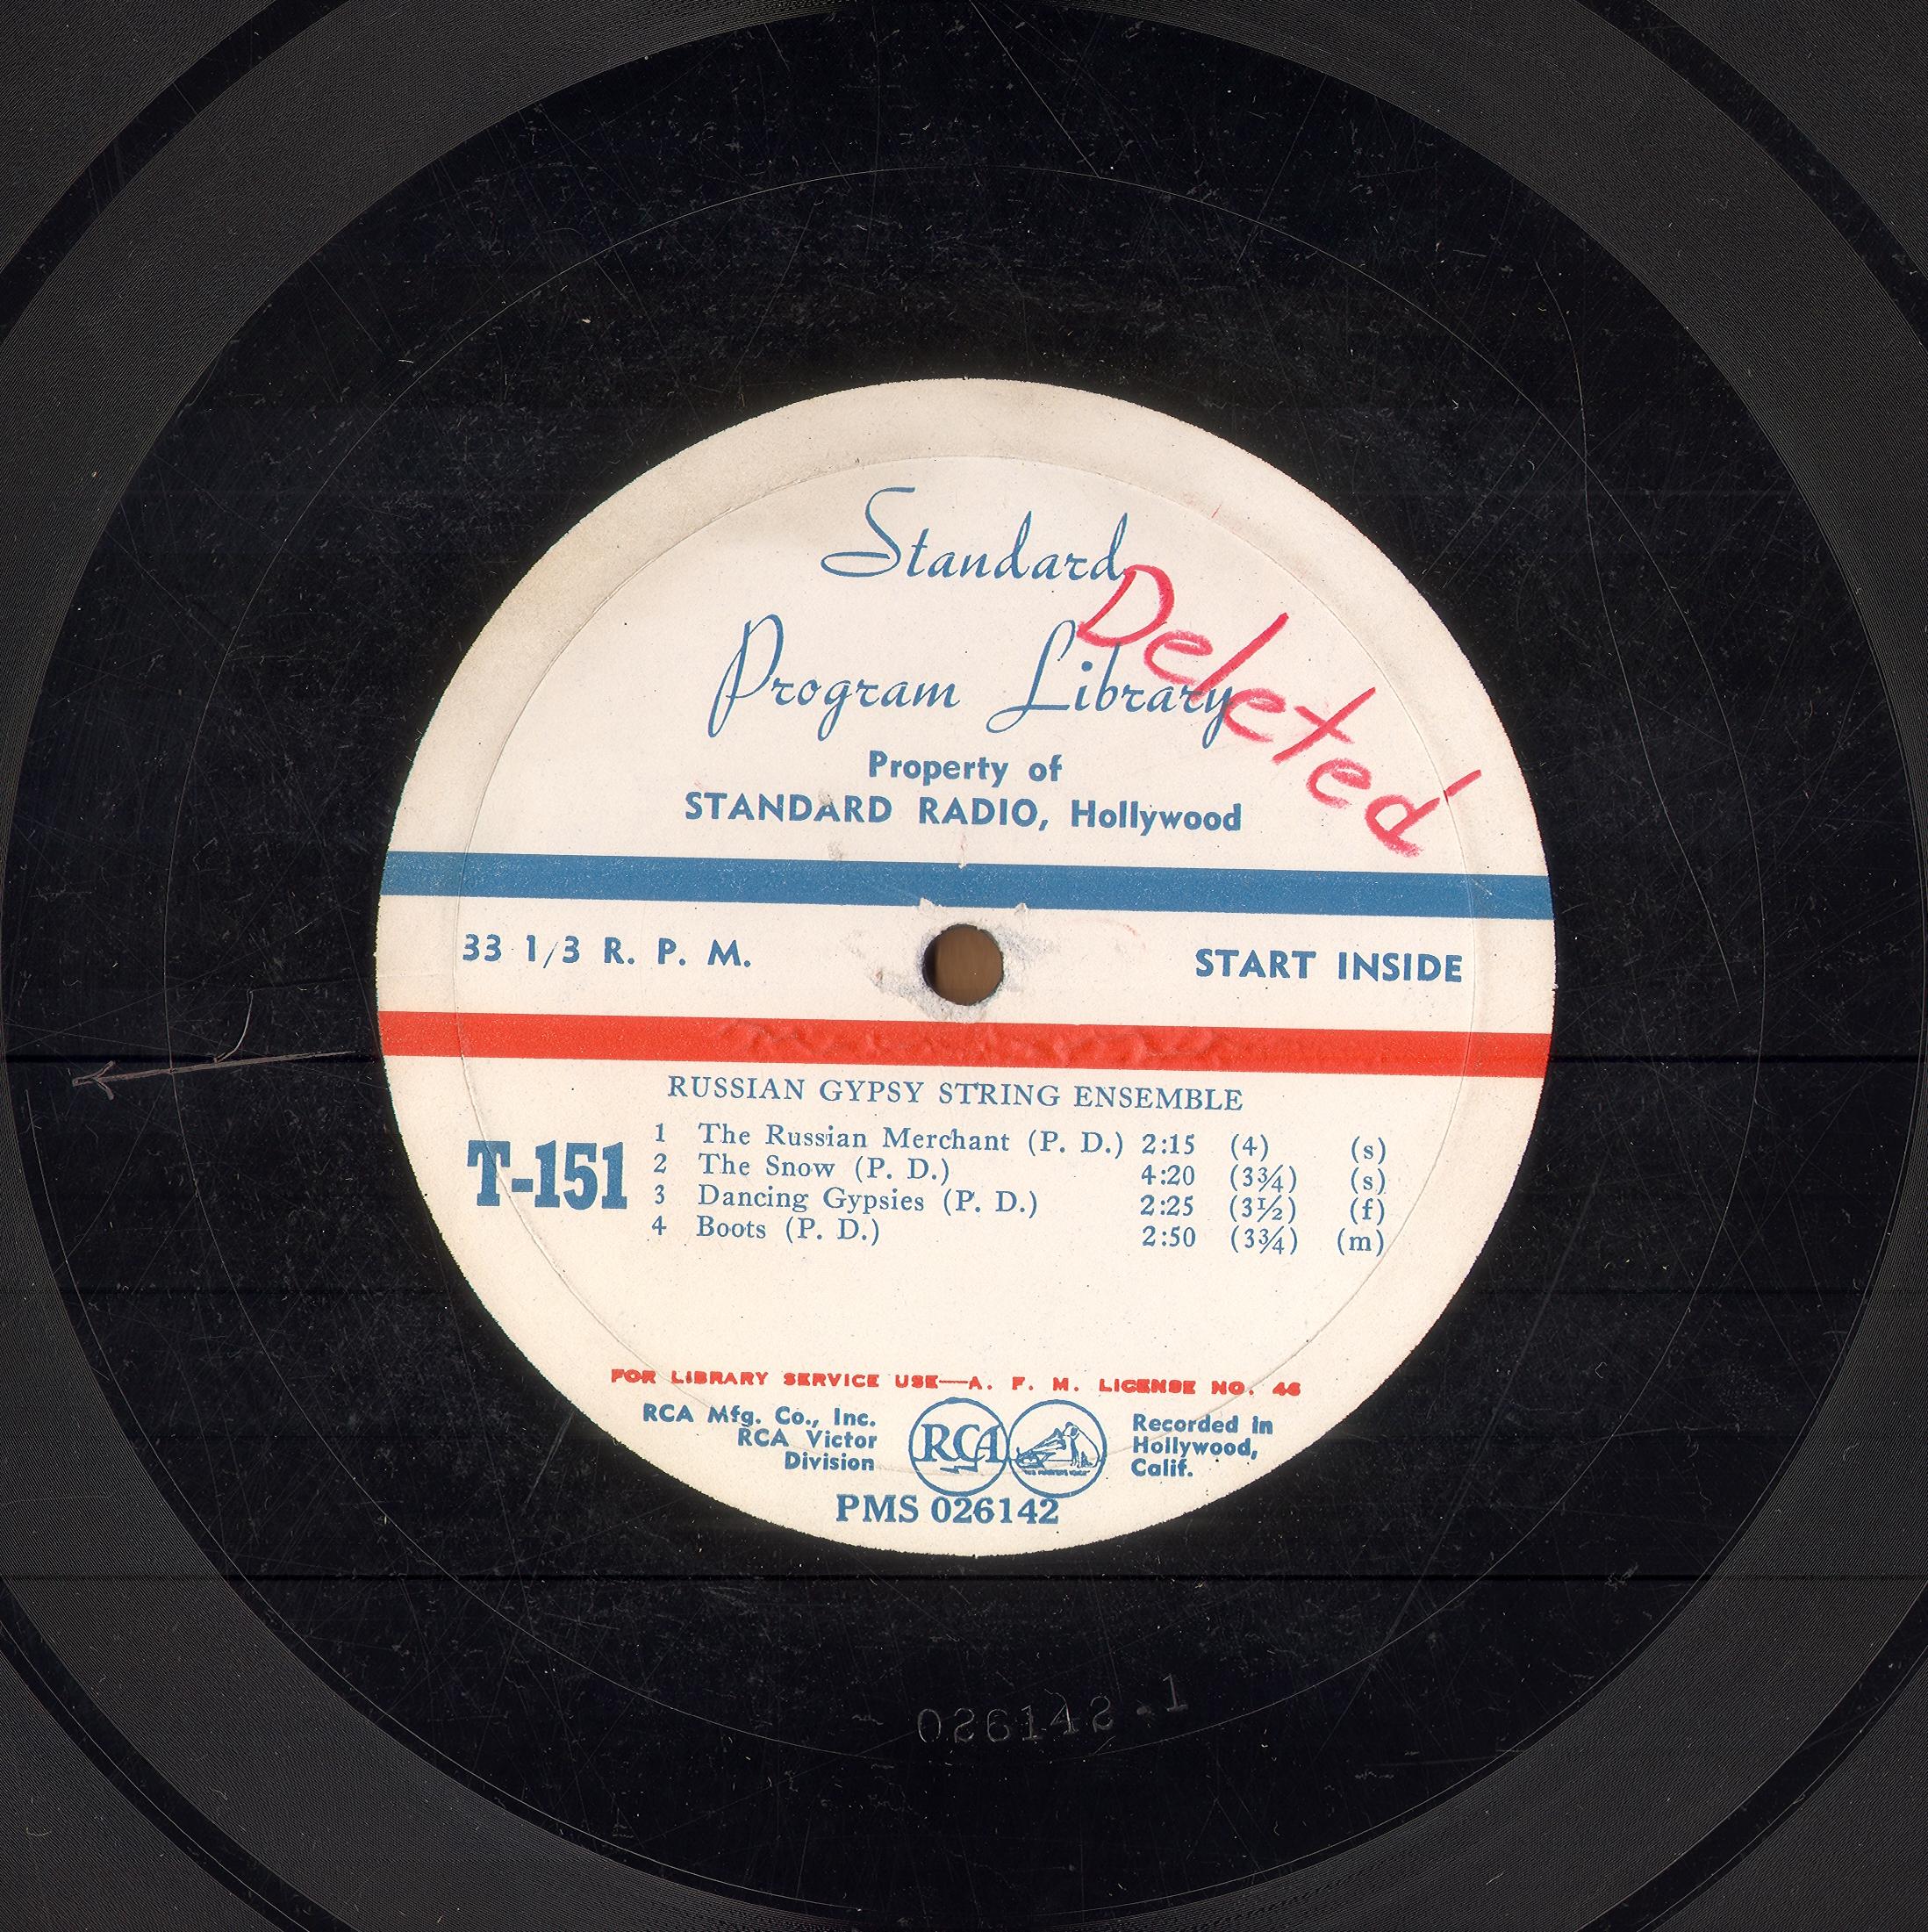 Standard
Program Library
Deleted
Property of
STANDARD RADIO, Hollywood
33 1/3 R. P. M.
START INSIDE
RUSSIAN GYPSY STRING ENSEMBLE
T-151
1 The Russian Merchant (P. D.) 2:15 (4) (s)
2 The Snow (P. D.) 4:20 (3¾) (s)
3 Dancing Gypsies (P. D.) 2:25 (3½) (f)
4 Boots (P. D.) 2:50 (3¾) (m)
FOR LIBRARY SERVICE USE—A. F. M. LICENSE NO. 46
RCA Mfg. Co., Inc.
RCA Victor
Division
RCA
Recorded in
Hollywood,
Calif.
PMS 026142
026142-1